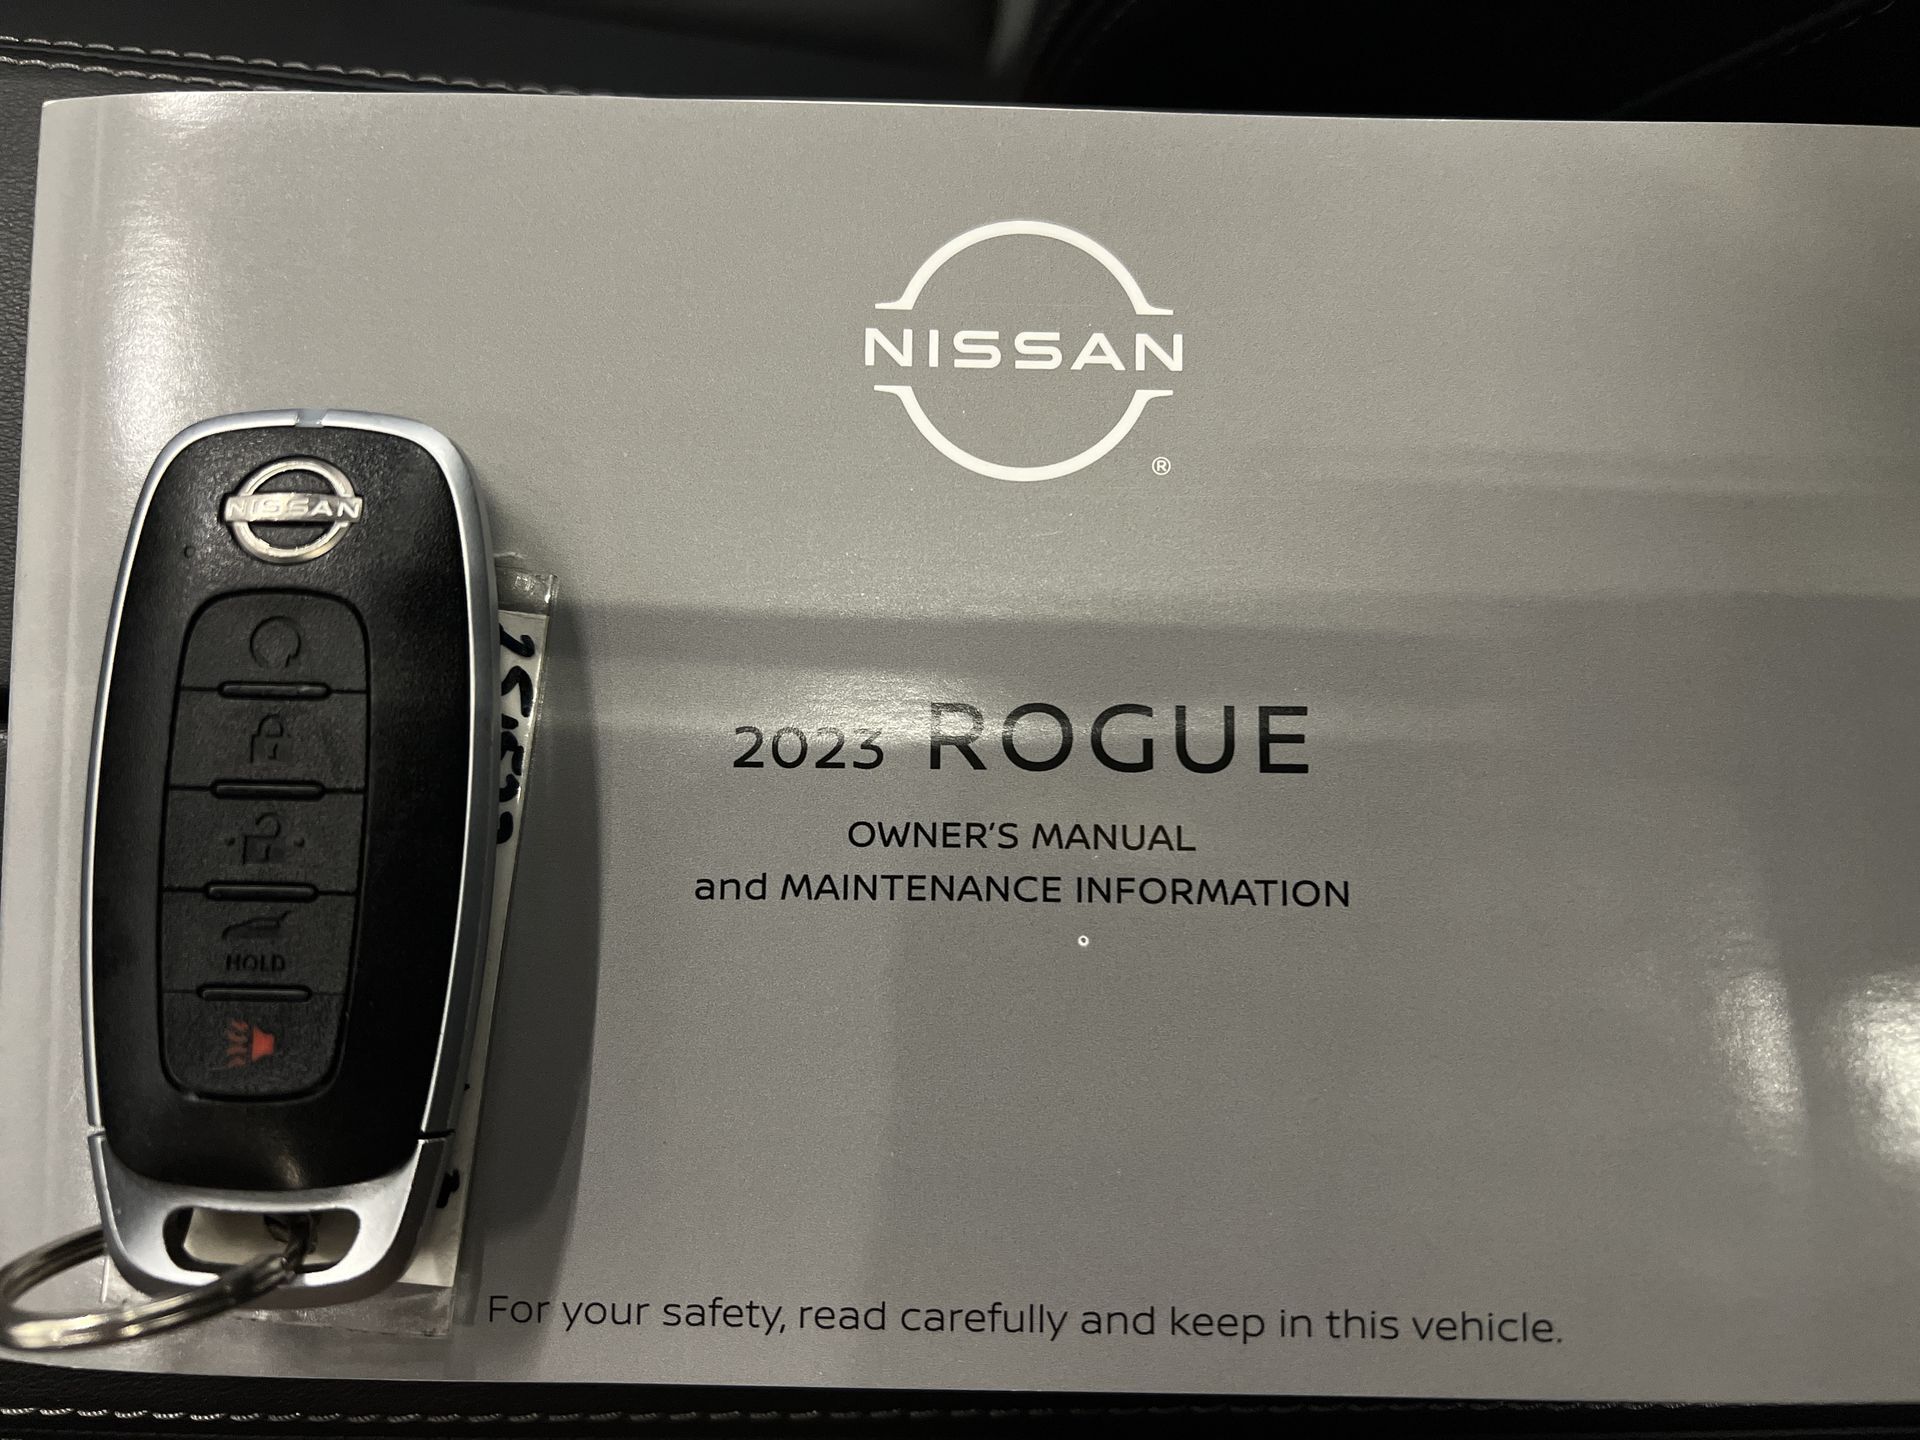 NISSAN
®
NISSAN
2023 ROGUE
OWNER'S MANUAL
and MAINTENANCE INFORMATION
HOLD
For your safety, read carefully and keep in this vehicle.